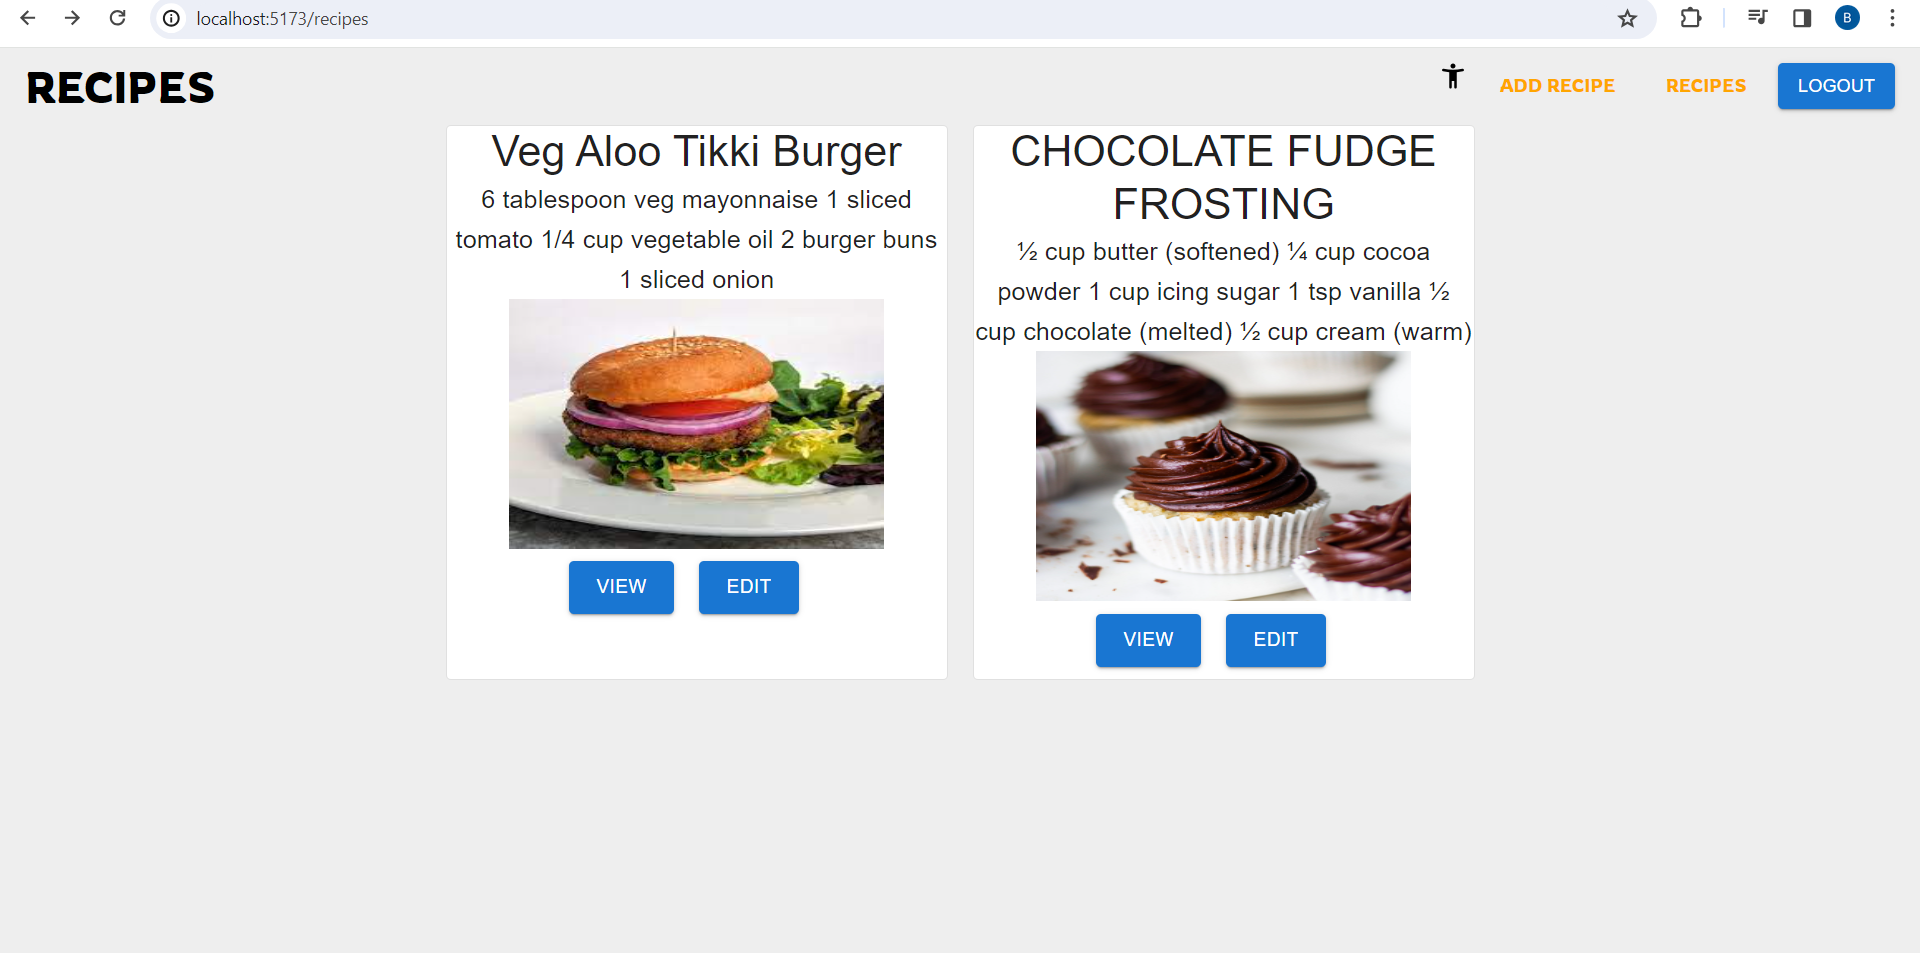 localhost:5173/recipes
B
RECIPES
ADD RECIPE
RECIPES
LOGOUT
Veg Aloo Tikki Burger
6 tablespoon veg mayonnaise 1 sliced
tomato 1/4 cup vegetable oil 2 burger buns
1 sliced onion
VIEW
EDIT
CHOCOLATE FUDGE
FROSTING
½ cup butter (softened) ¼ cup cocoa
powder 1 cup icing sugar 1 tsp vanilla ½
cup chocolate (melted) ½ cup cream (warm)
VIEW
EDIT